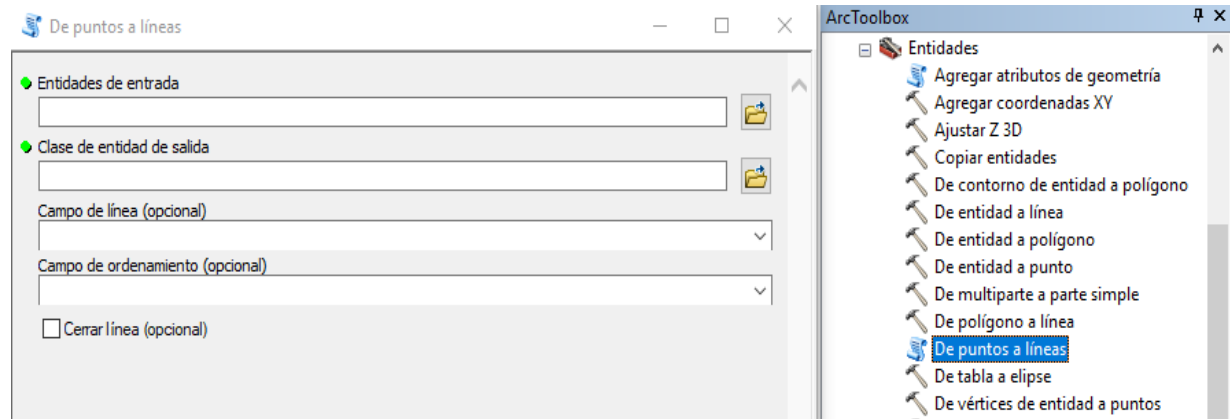 De puntos a líneas
Entidades de entrada
Clase de entidad de salida
Campo de línea (opcional)
Campo de ordenamiento (opcional)
Cerrar línea (opcional)
ArcToolbox
Entidades
Agregar atributos de geometría
Agregar coordenadas XY
Ajustar Z 3D
Copiar entidades
De contorno de entidad a polígono
De entidad a línea
De entidad a polígono
De entidad a punto
De multiparte a parte simple
De polígono a línea
De puntos a líneas
De tabla a elipse
De vértices de entidad a puntos